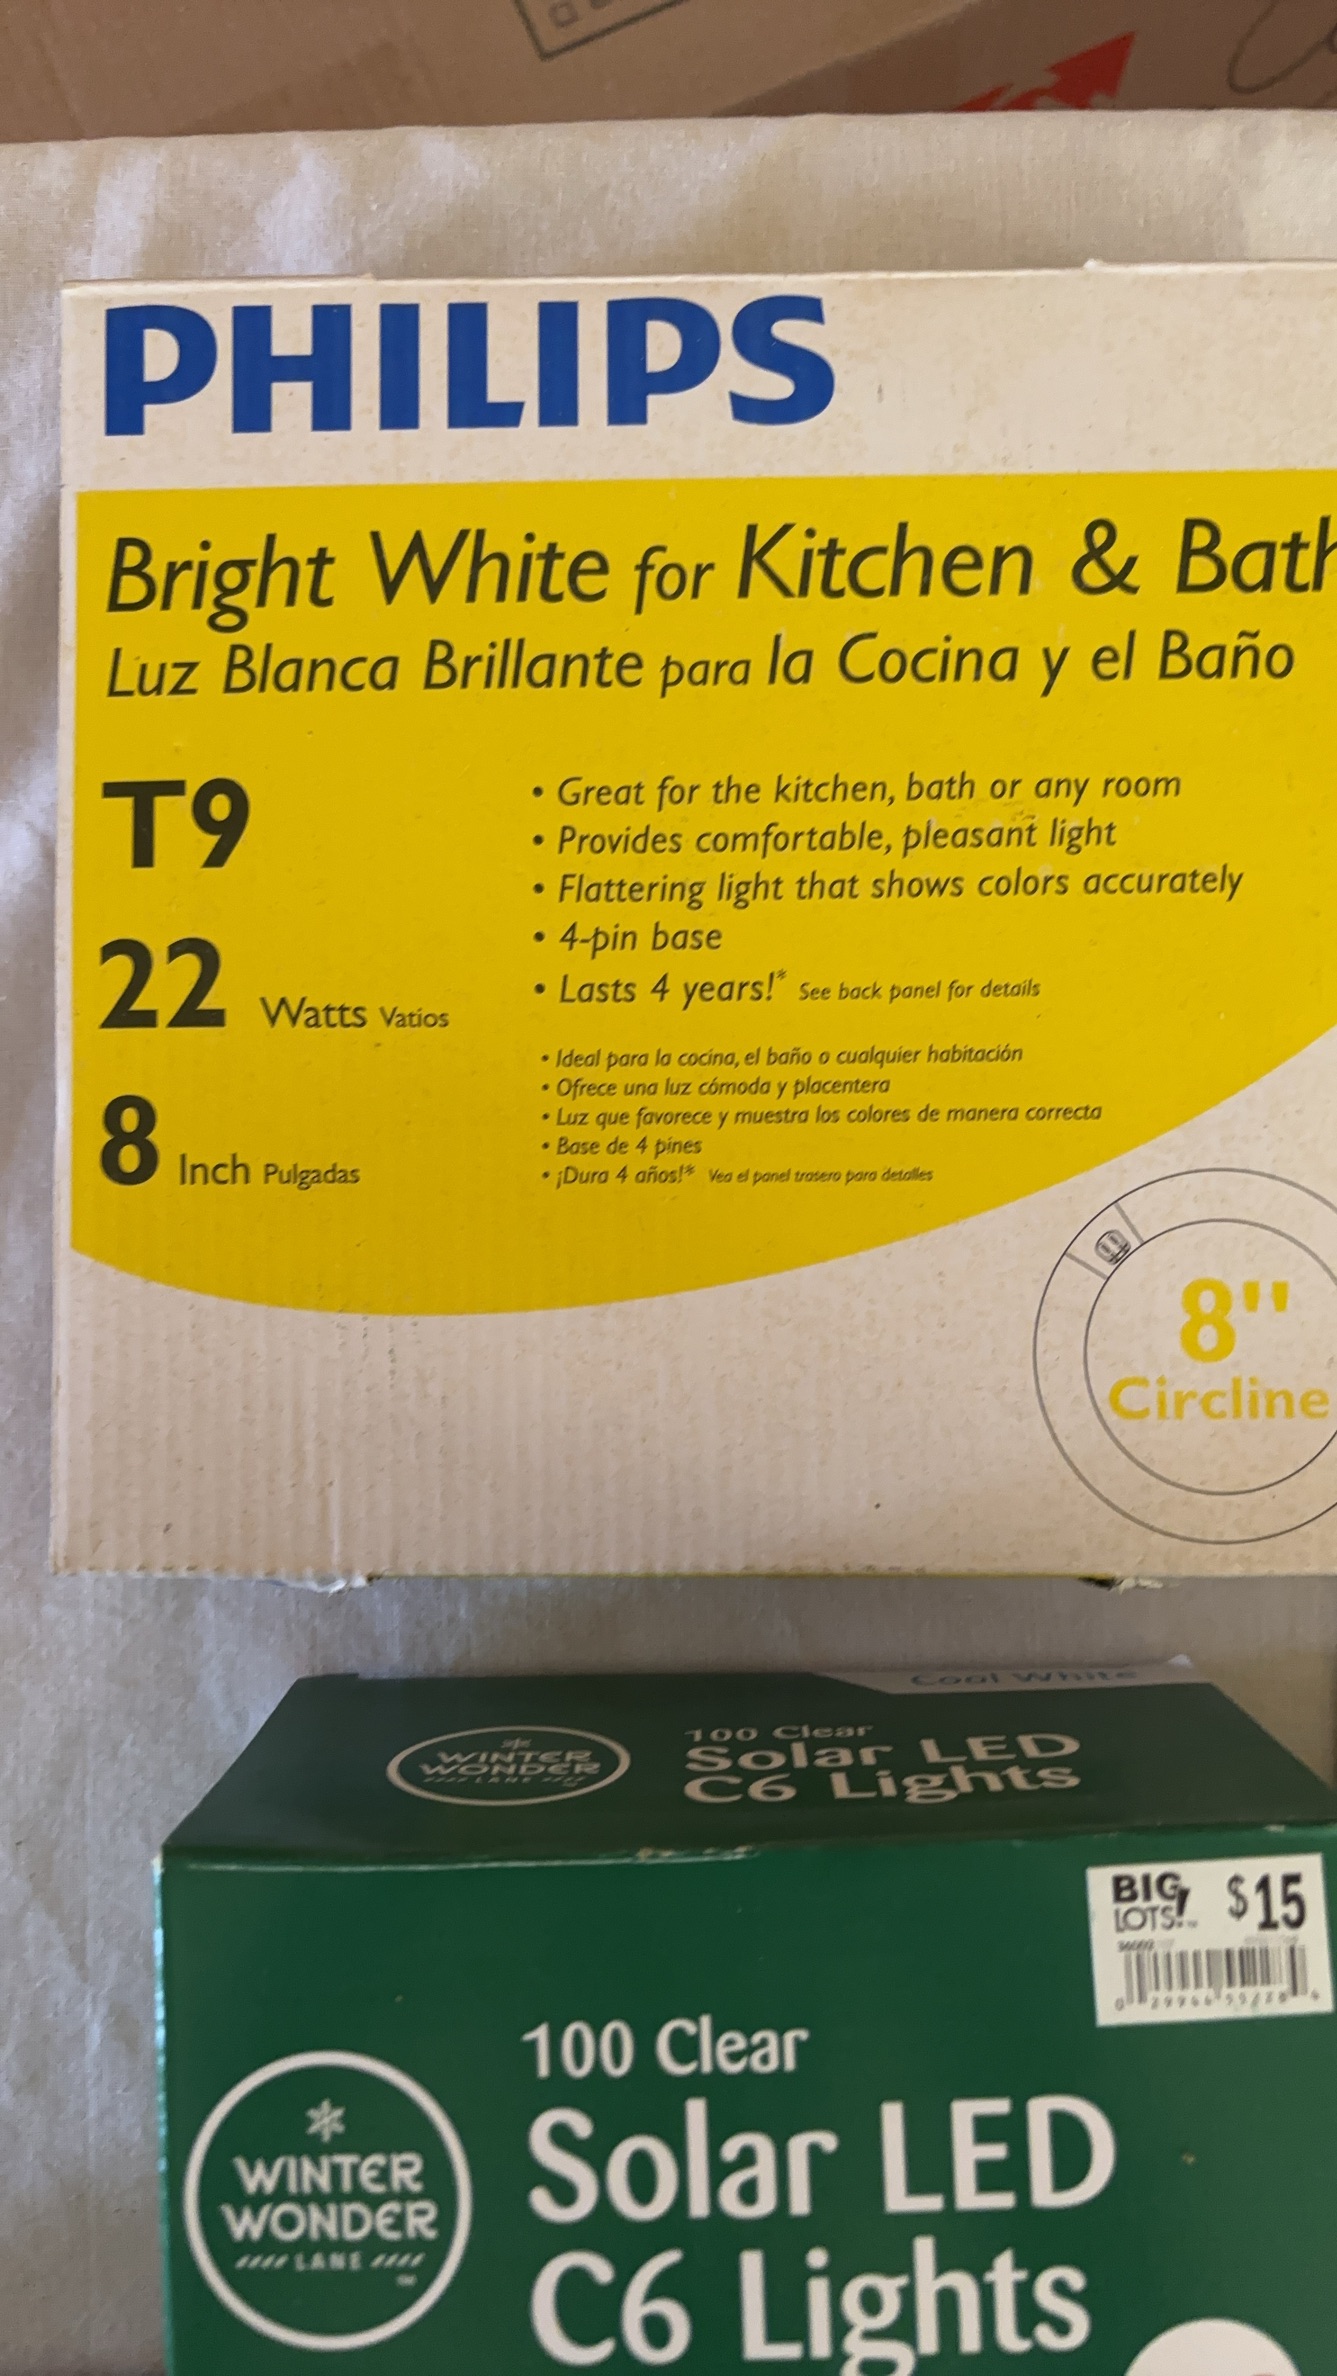 PHILIPS
Bright White for Kitchen & Bath
Luz Blanca Brillante para la Cocina y el Baño
T9
22 Watts Vatios
8 Inch Pulgadas
• Great for the kitchen, bath or any room
• Provides comfortable, pleasant light
• Flattering light that shows colors accurately
• 4-pin base
• Lasts 4 years!* See back panel for details
• Ideal para la cocina, el baño o cualquier habitación
• Ofrece una luz cómoda y placentera
• Luz que favorece y muestra los colores de manera correcta
• Base de 4 pines
• ¡Dura 4 años!* Vea el panel trasero para detalles
8"
Circline
Cool White
WINTER
WONDER
LANE
100 Clear
Solar LED
C6 Lights
BIG LOTS! $15
100 Clear
Solar LED
C6 Lights
WINTER
WONDER
LANE